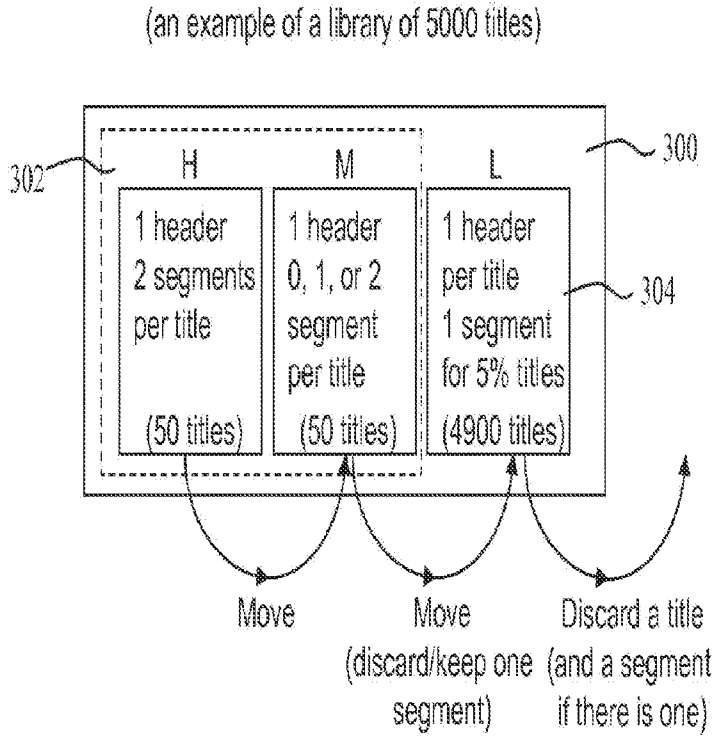 (an example of a library of 5000 titles)
302
300
H
M
L
1 header
2 segments
per title
(50 titles)
1 header
0, 1, or 2
segment
per title
(50 titles)
1 header
per title
1 segment
for 5% titles
(4900 titles)
304
Move
Move
(discard/keep one
segment)
Discard a title
(and a segment
if there is one)